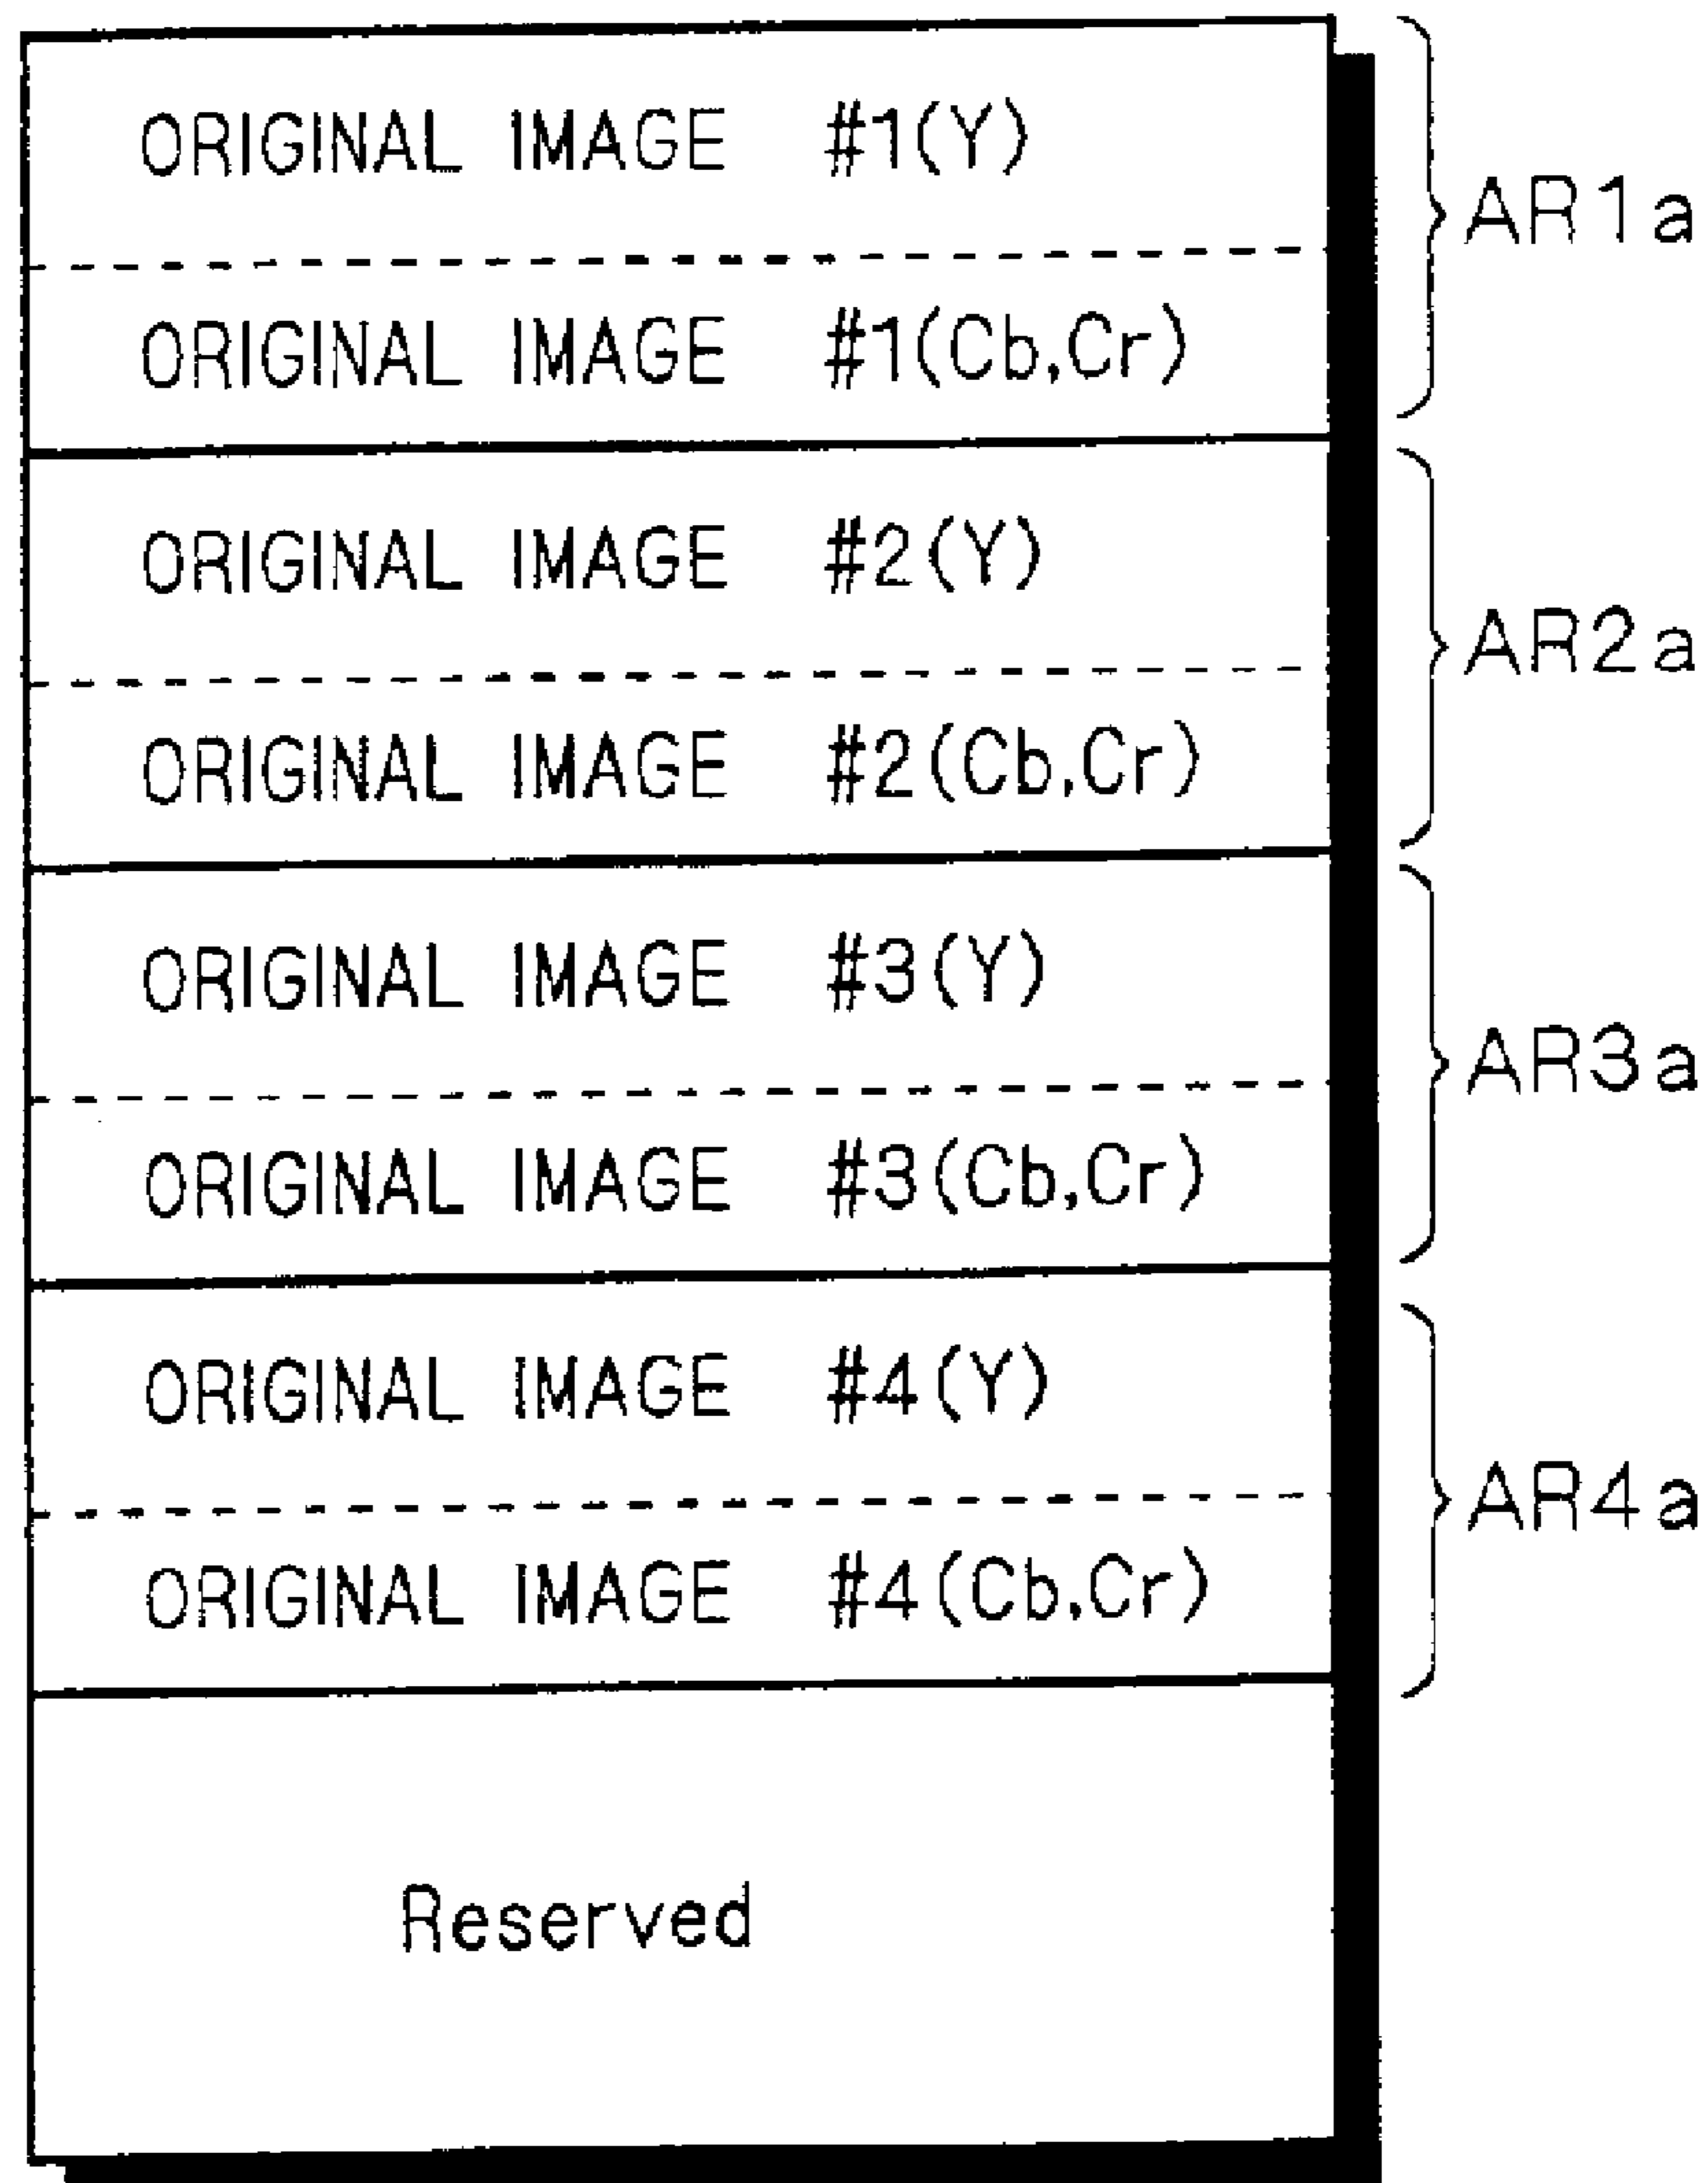 ORIGINAL IMAGE #1(Y)
AR1a
ORIGINAL IMAGE #1(Cb,Cr)
ORIGINAL IMAGE #2(Y)
AR2a
ORIGINAL IMAGE #2(Cb,Cr)
ORIGINAL IMAGE #3(Y)
AR3a
ORIGINAL IMAGE #3(Cb,Cr)
ORIGINAL IMAGE #4(Y)
AR4a
ORIGINAL IMAGE #4(Cb,Cr)
Reserved